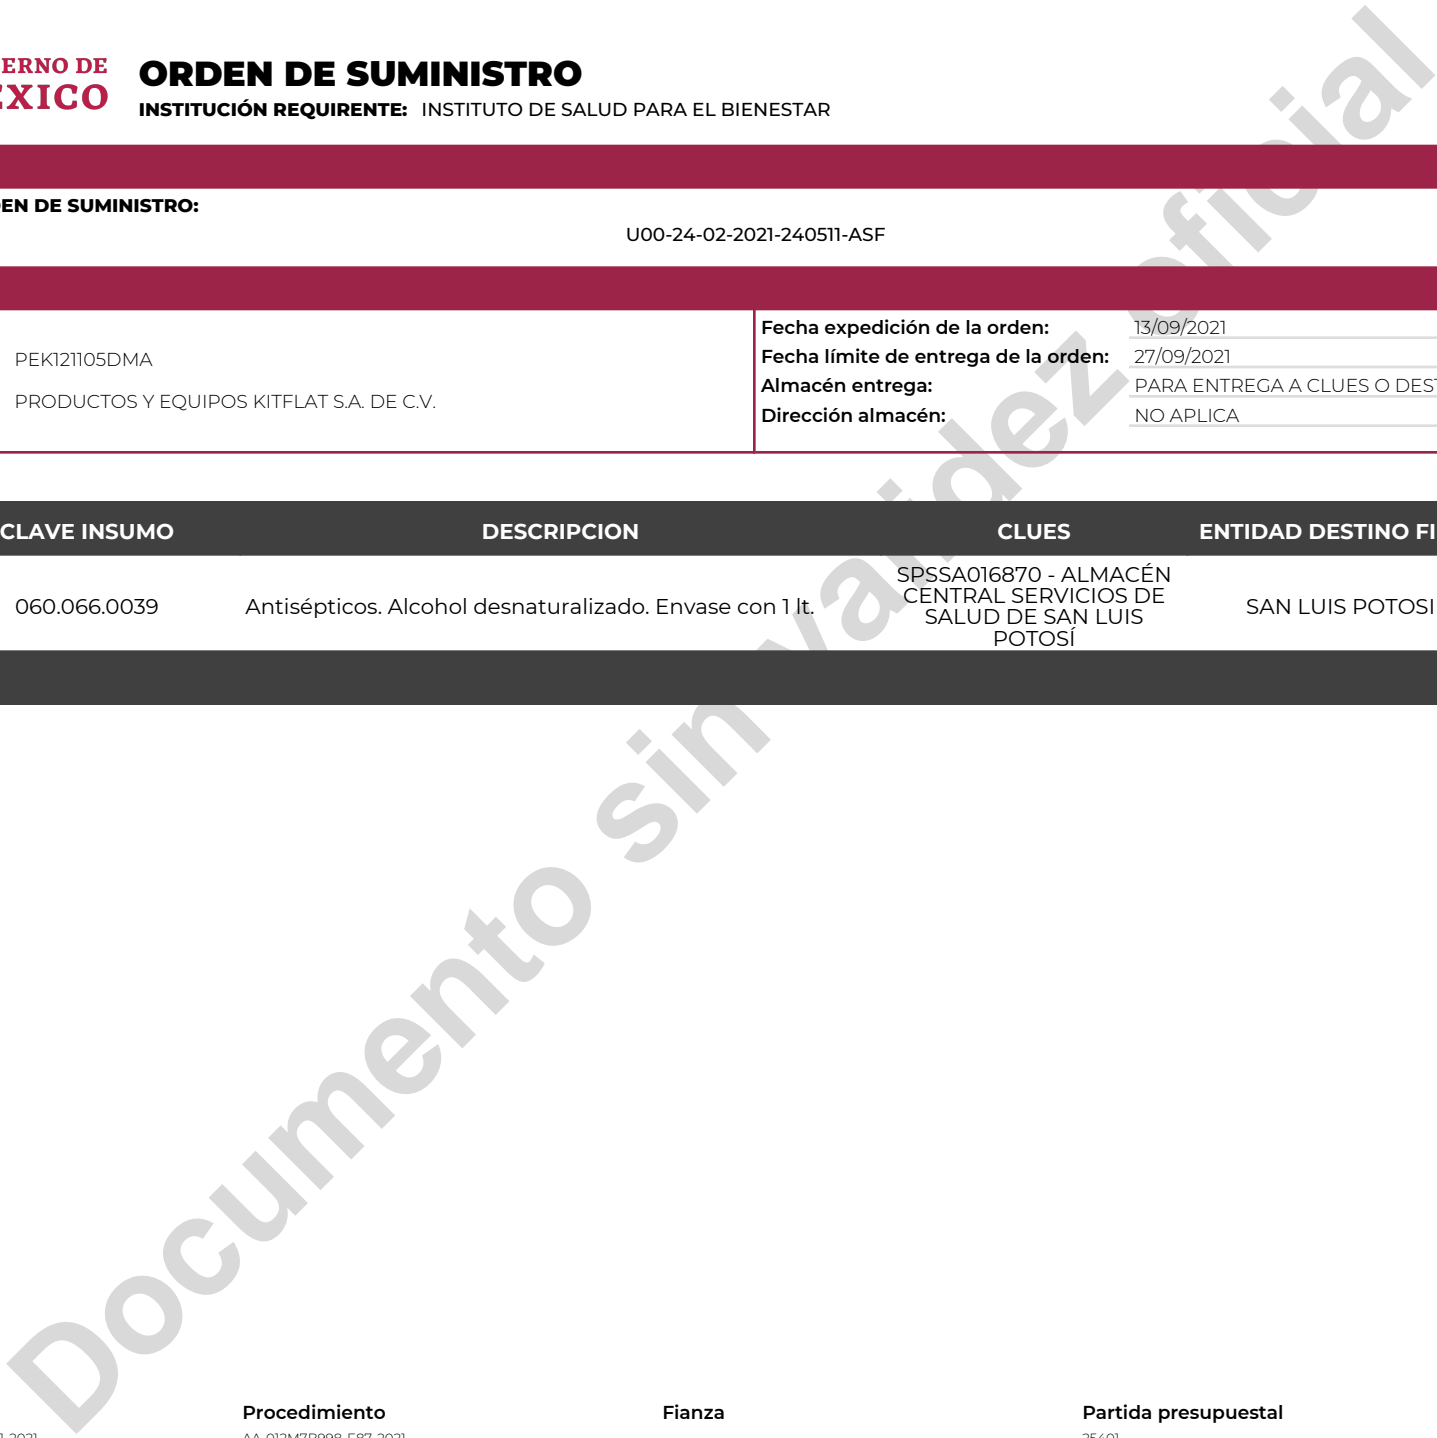 ERNO DE
EXICO
ORDEN DE SUMINISTRO
INSTITUCIÓN REQUIRENTE: INSTITUTO DE SALUD PARA EL BIENESTAR
EN DE SUMINISTRO:
U00-24-02-2021-240511-ASF
PEK121105DMA
PRODUCTOS Y EQUIPOS KITFLAT S.A. DE C.V.
Fecha expedición de la orden: 13/09/2021
Fecha límite de entrega de la orden: 27/09/2021
Almacén entrega: PARA ENTREGA A CLUES O DEST
Dirección almacén: NO APLICA
CLAVE INSUMO DESCRIPCION CLUES ENTIDAD DESTINO FI
060.066.0039 Antisépticos. Alcohol desnaturalizado. Envase con 1 lt.
SPSSA016870 - ALMACÉN
CENTRAL SERVICIOS DE
SALUD DE SAN LUIS
POTOSÍ
SAN LUIS POTOSI
Documento sin validez oficial
Procedimiento Fianza Partida presupuestal